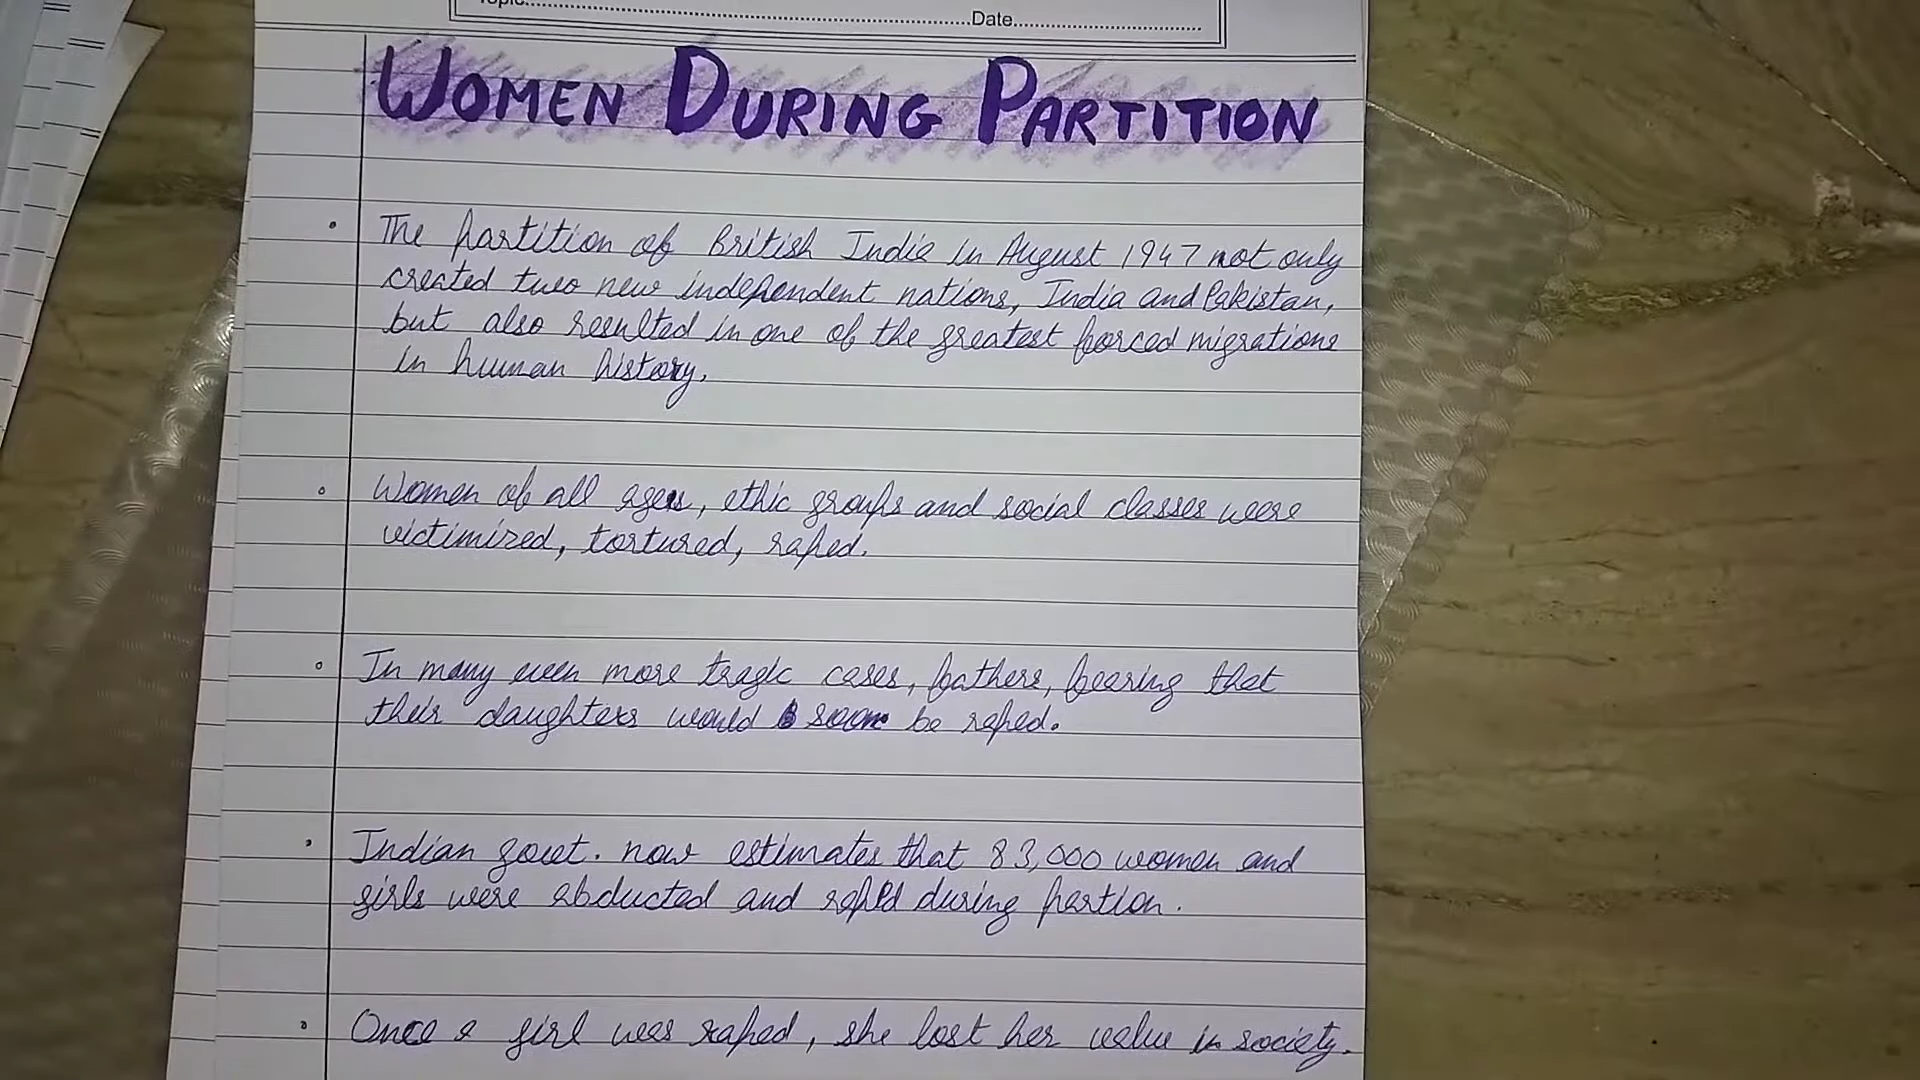 Topic..........Date..........
WOMEN DURING PARTITION
The partition of British India in August 1947 not only
created two new independent nations, India and Pakistan,
but also resulted in one of the greatest forced migrations
in human history.
Women of all ages, ethic groups and social classes were
victimized, tortured, raped.
In many even more tragic cases, fathers, fearing that
their daughters would soon be raped.
Indian govt. now estimates that 83,000 women and
girls were abducted and raped during partion.
Once a girl was raped, she lost her value in society.